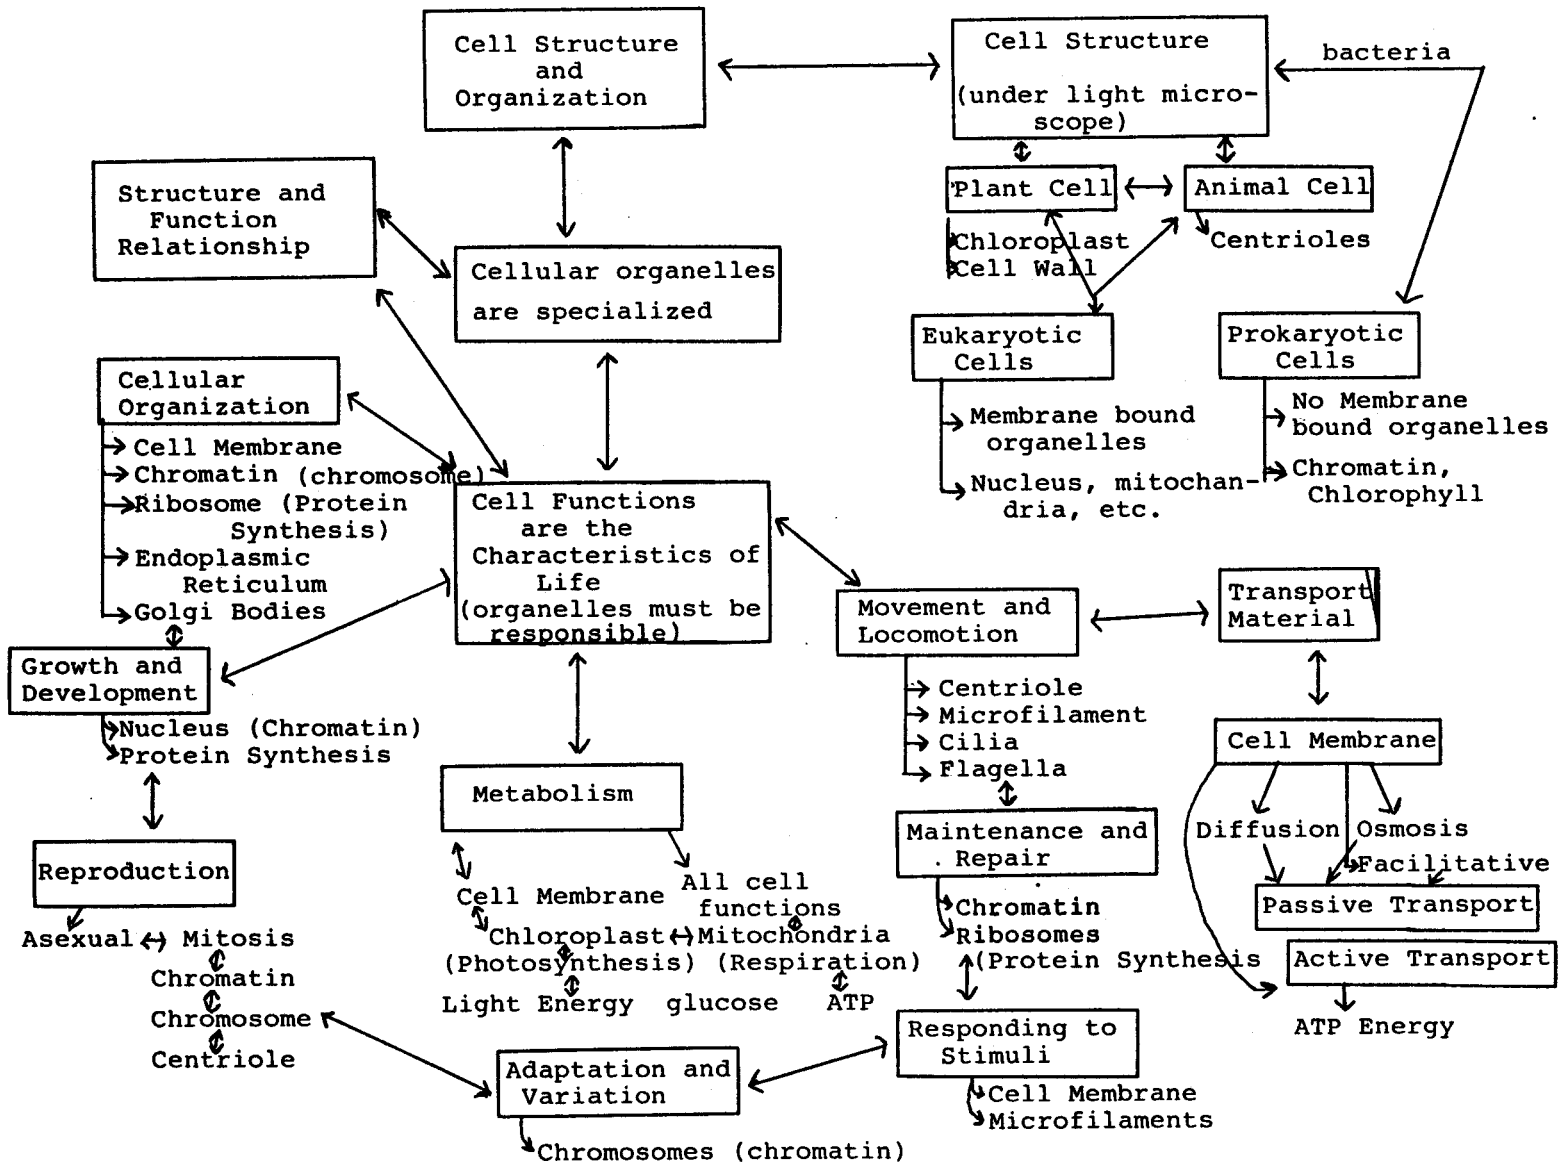 Cell Structure
and
Organization
Cell Structure
(under light micro-
scope)
bacteria
Structure and
Function
Relationship
Plant Cell
Animal Cell
Chloroplast
Cell Wall
Centrioles
Cellular organelles
are specialized
Eukaryotic
Cells
Prokaryotic
Cells
Membrane bound
organelles
Nucleus, mitochan-
dria, etc.
No Membrane
bound organelles
Chromatin,
Chlorophyll
Cellular
Organization
Cell Membrane
Chromatin (chromosome)
Ribosome (Protein
Synthesis)
Endoplasmic
Reticulum
Golgi Bodies
Cell Functions
are the
Characteristics of
Life
(organelles must be
responsible)
Movement and
Locomotion
Transport
Material
Centriole
Microfilament
Cilia
Flagella
Growth and
Development
Nucleus (Chromatin)
Protein Synthesis
Cell Membrane
Diffusion
Osmosis
Facilitative
Passive Transport
Active Transport
ATP Energy
Metabolism
Cell Membrane
All cell
functions
Chloroplast
Mitochondria
(Photosynthesis) (Respiration)
Light Energy glucose ATP
Maintenance and
Repair
Chromatin
Ribosomes
(Protein Synthesis
Reproduction
Asexual
Mitosis
Chromatin
Chromosome
Centriole
Responding to
Stimuli
Cell Membrane
Microfilaments
Adaptation and
Variation
Chromosomes (chromatin)